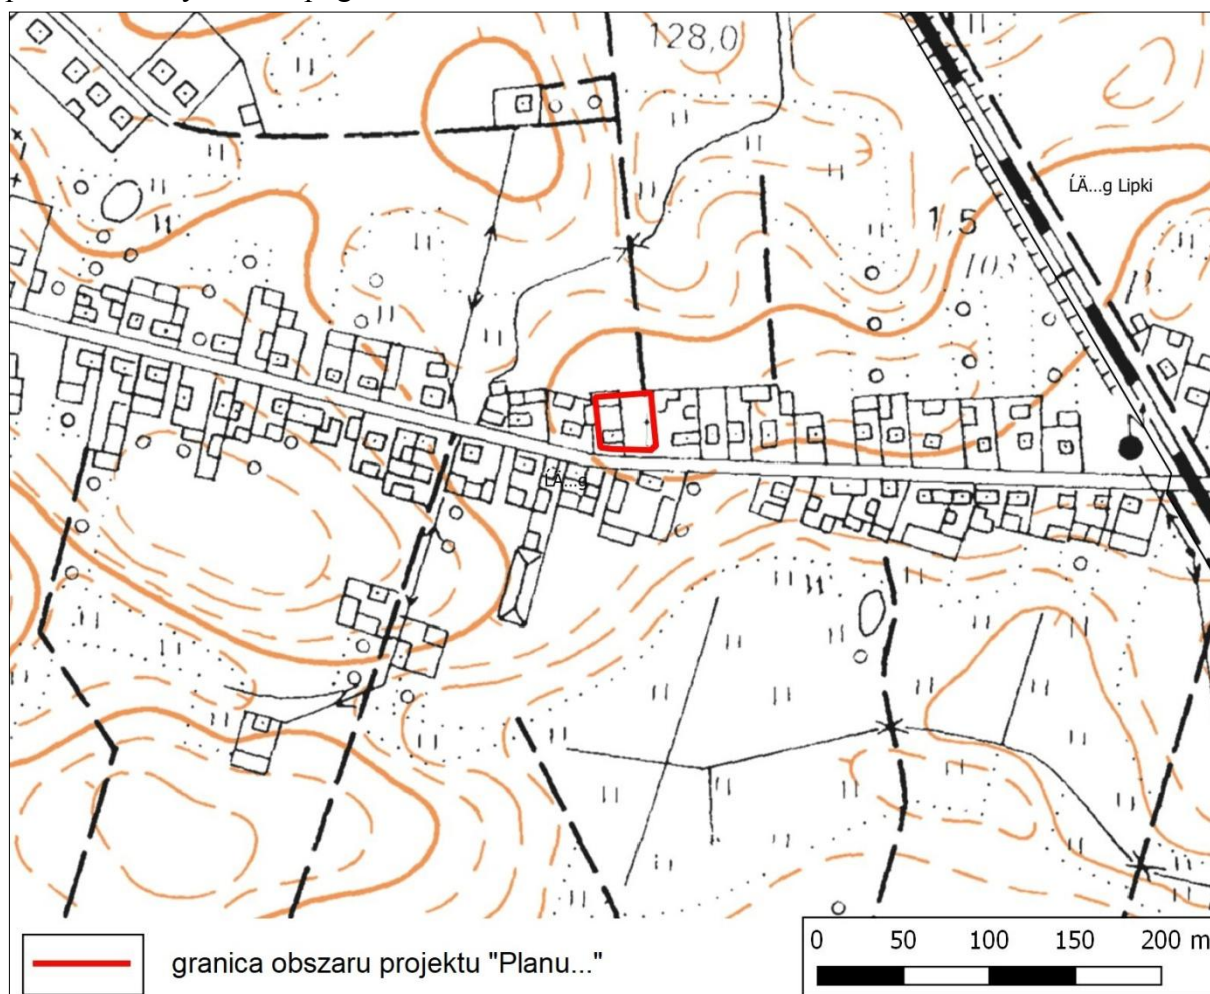 128,0
ĹÄ…g Lipki
1,5
103
ĹÄ…g
granica obszaru projektu "Planu..."
0 50 100 150 200 m